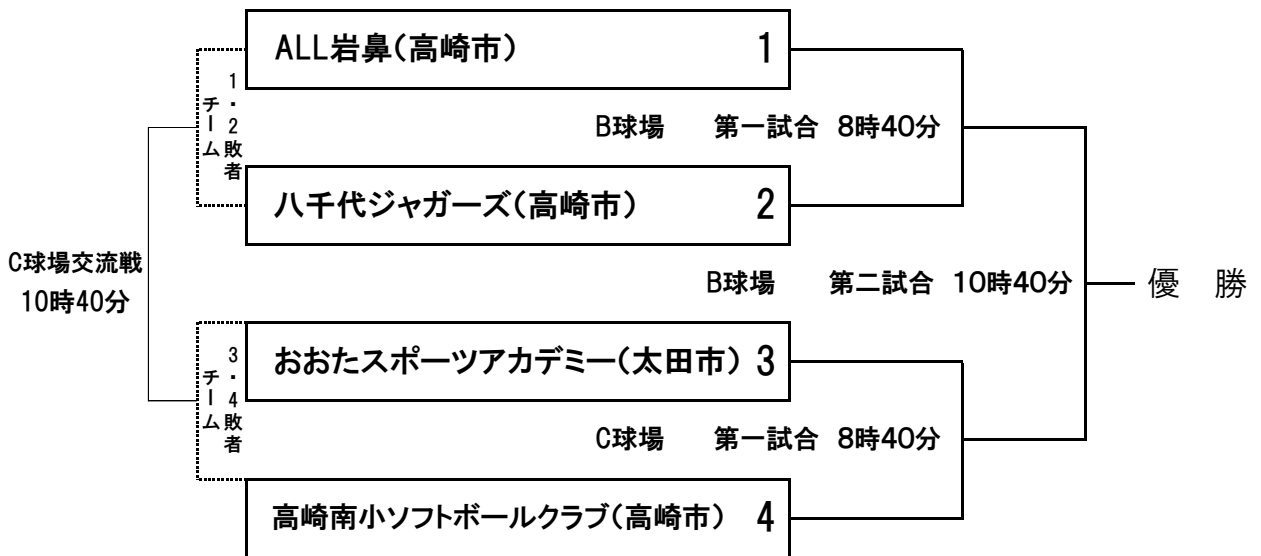 ALL岩鼻(高崎市) 1
1・2敗者
チーム
B球場 第一試合 8時40分
八千代ジャガーズ(高崎市) 2
C球場交流戦
10時40分
B球場 第二試合 10時40分
優 勝
おおたスポーツアカデミー(太田市) 3
3・4敗者
チーム
C球場 第一試合 8時40分
高崎南小ソフトボールクラブ(高崎市) 4